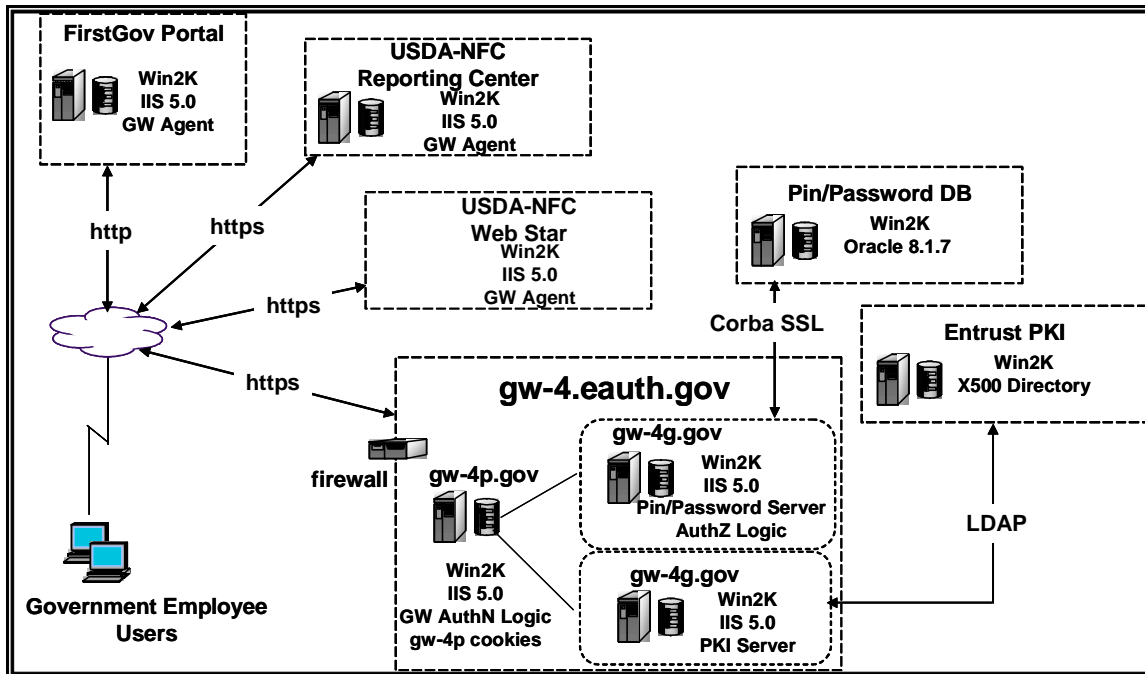 FirstGov Portal
Win2K
IIS 5.0
GW Agent
USDA-NFC
Reporting Center
Win2K
IIS 5.0
GW Agent
http
https
USDA-NFC
Web Star
Win2K
IIS 5.0
GW Agent
https
https
Pin/Password DB
Win2K
Oracle 8.1.7
Corba SSL
Entrust PKI
Win2K
X500 Directory
LDAP
gw-4.eauth.gov
firewall
gw-4p.gov
Win2K
IIS 5.0
GW AuthN Logic
gw-4p cookies
gw-4g.gov
Win2K
IIS 5.0
Pin/Password Server
AuthZ Logic
gw-4g.gov
Win2K
IIS 5.0
PKI Server
Government Employee
Users